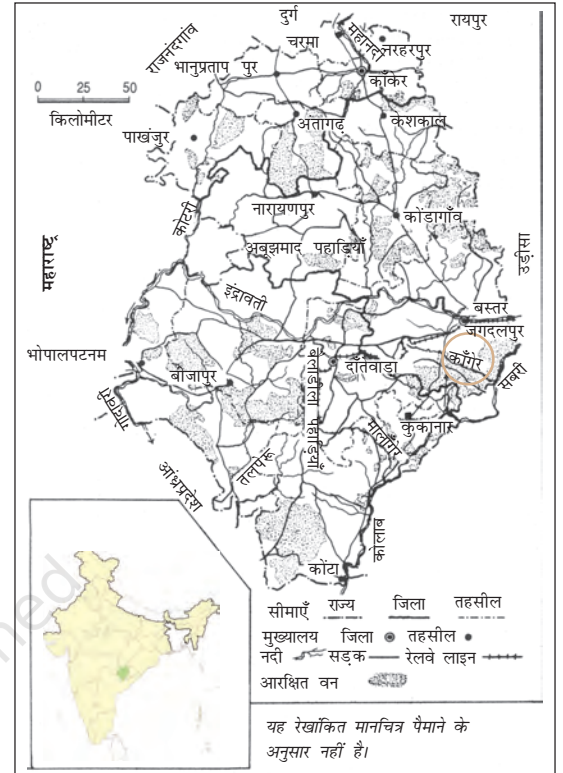 दुर्ग
रायपुर
राजनंदगांव
चरमा
महानदी
नरहरपुर
भानुप्रताप पुर
काँकेर
0 25 50
किलोमीटर
अंतागढ़
केशकाल
पाखंजुर
कोटरी
नारायणपुर
कोंडागाँव
महाराष्ट्र
अबूझमाद पहाड़ियाँ
उड़ीसा
इंद्रावती
बस्तर
जगदलपुर
भोपालपटनम
बैलाडीला पहाड़ियाँ
दाँतेवाड़ा
काँगेर
सबरी
बीजापुर
गोदावरी
कुकानार
मालाँगेर
तलपेरू
आंध्रप्रदेश
कोलाब
कोंटा
सीमाएँ राज्य जिला तहसील
मुख्यालय जिला तहसील
नदी सड़क रेलवे लाइन
आरक्षित वन
यह रेखांकित मानचित्र पैमाने के
अनुसार नहीं है।